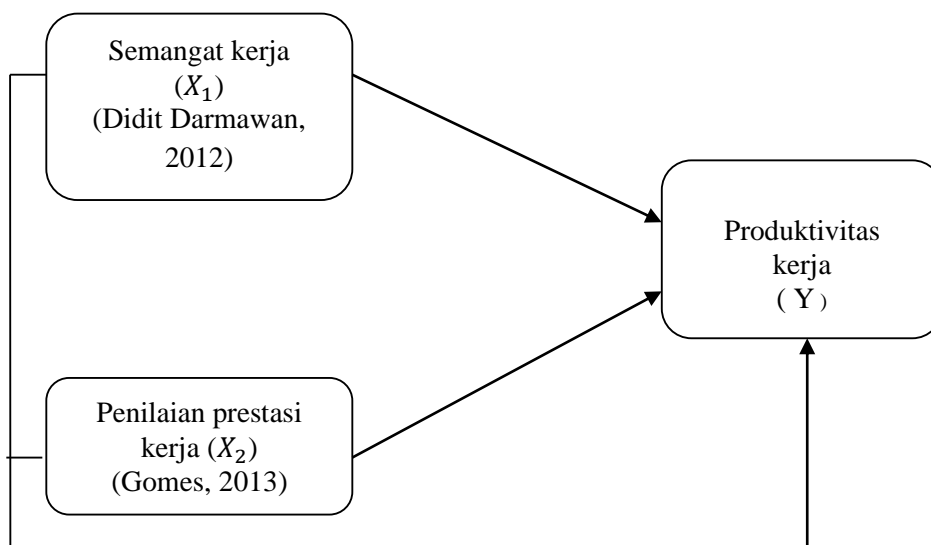 Semangat kerja
(𝑋₁)
(Didit Darmawan,
2012)
Produktivitas
kerja
( Y )
Penilaian prestasi
kerja (𝑋₂)
(Gomes, 2013)